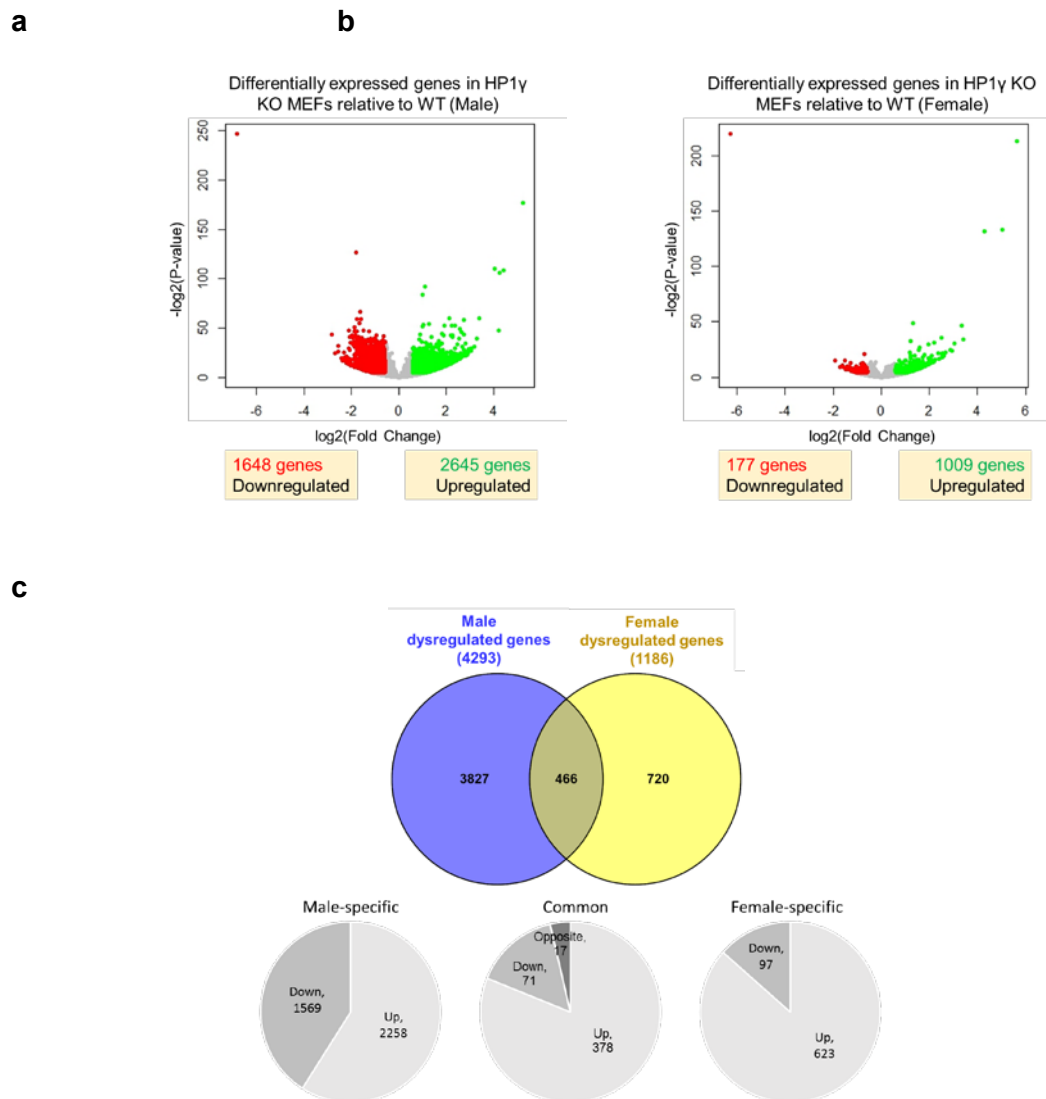 a
b
Differentially expressed genes in HP1γ
KO MEFs relative to WT (Male)
250
200
150
100
50
0
-log2(P-value)
-6
-4
-2
0
2
4
log2(Fold Change)
1648 genes
Downregulated
2645 genes
Upregulated
Differentially expressed genes in HP1γ KO
MEFs relative to WT (Female)
200
150
100
50
0
-log2(P-value)
-6
-4
-2
0
2
4
6
log2(Fold Change)
177 genes
Downregulated
1009 genes
Upregulated
c
Male
dysregulated genes
(4293)
Female
dysregulated genes
(1186)
3827
466
720
Male-specific
Down,
1569
Up,
2258
Common
Opposite,
17
Down,
71
Up,
378
Female-specific
Down,
97
Up,
623